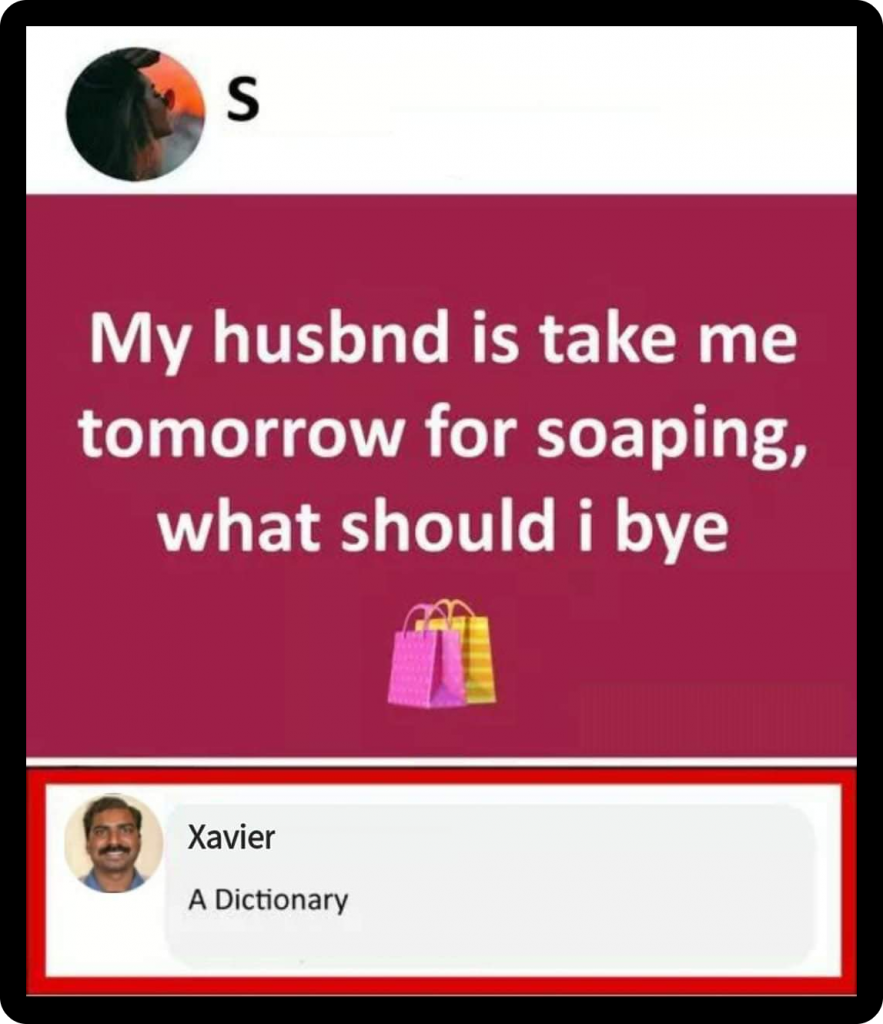 S
My husbnd is take me
tomorrow for soaping,
what should i bye
Xavier
A Dictionary